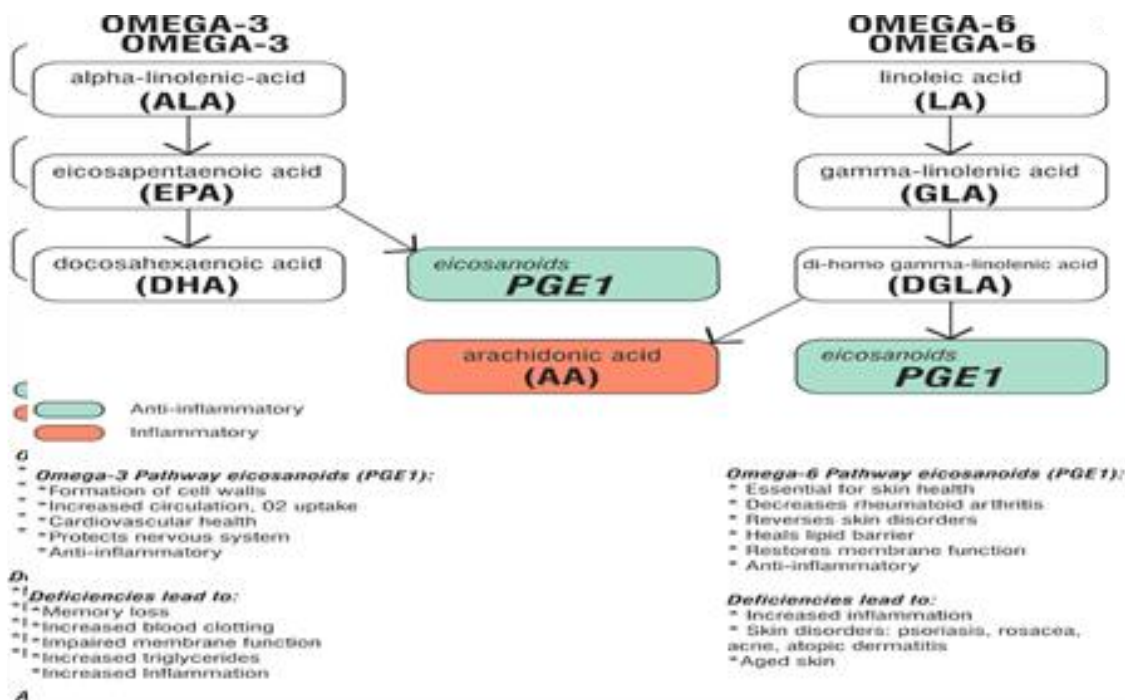 OMEGA-3
OMEGA-3
alpha-linolenic-acid
(ALA)
eicosapentaenoic acid
(EPA)
docosahexaenoic acid
(DHA)
eicosanoids
PGE1
OMEGA-6
OMEGA-6
linoleic acid
(LA)
gamma-linolenic acid
(GLA)
di-homo gamma-linolenic acid
(DGLA)
arachidonic acid
(AA)
eicosanoids
PGE1
Anti-inflammatory
Inflammatory
Omega-3 Pathway eicosanoids (PGE1):
*Formation of cell walls
*Increased circulation, 02 uptake
*Cardiovascular health
*Protects nervous system
*Anti-inflammatory
Deficiencies lead to:
*Memory loss
*Increased blood clotting
*Impaired membrane function
*Increased triglycerides
*Increased Inflammation
Omega-6 Pathway eicosanoids (PGE1):
* Essential for skin health
* Decreases rheumatoid arthritis
* Reverses skin disorders
* Heals lipid barrier
* Restores membrane function
* Anti-inflammatory
Deficiencies lead to:
* Increased inflammation
* Skin disorders: psoriasis, rosacea,
acne, atopic dermatitis
*Aged skin